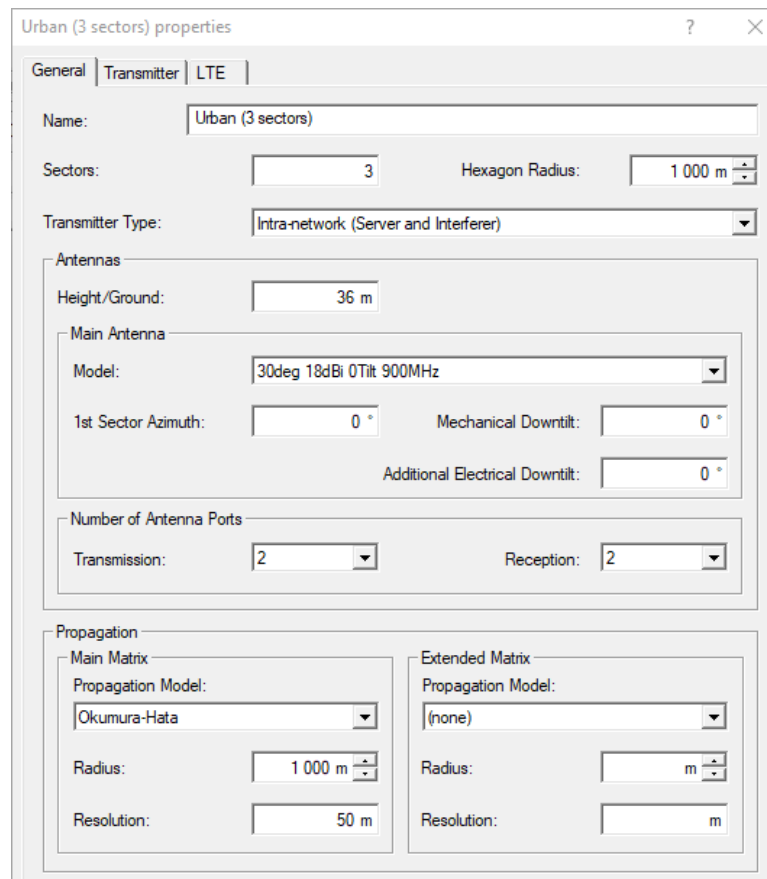 Urban (3 sectors) properties
General Transmitter LTE
Name: Urban (3 sectors)
Sectors: 3 Hexagon Radius: 1 000 m
Transmitter Type: Intra-network (Server and Interferer)
Antennas
Height/Ground: 36 m
Main Antenna
Model: 30deg 18dBi 0Tilt 900MHz
1st Sector Azimuth: 0 ° Mechanical Downtilt: 0 °
Additional Electrical Downtilt: 0 °
Number of Antenna Ports
Transmission: 2 Reception: 2
Propagation
Main Matrix Extended Matrix
Propagation Model: Propagation Model:
Okumura-Hata (none)
Radius: 1 000 m Radius: m
Resolution: 50 m Resolution: m